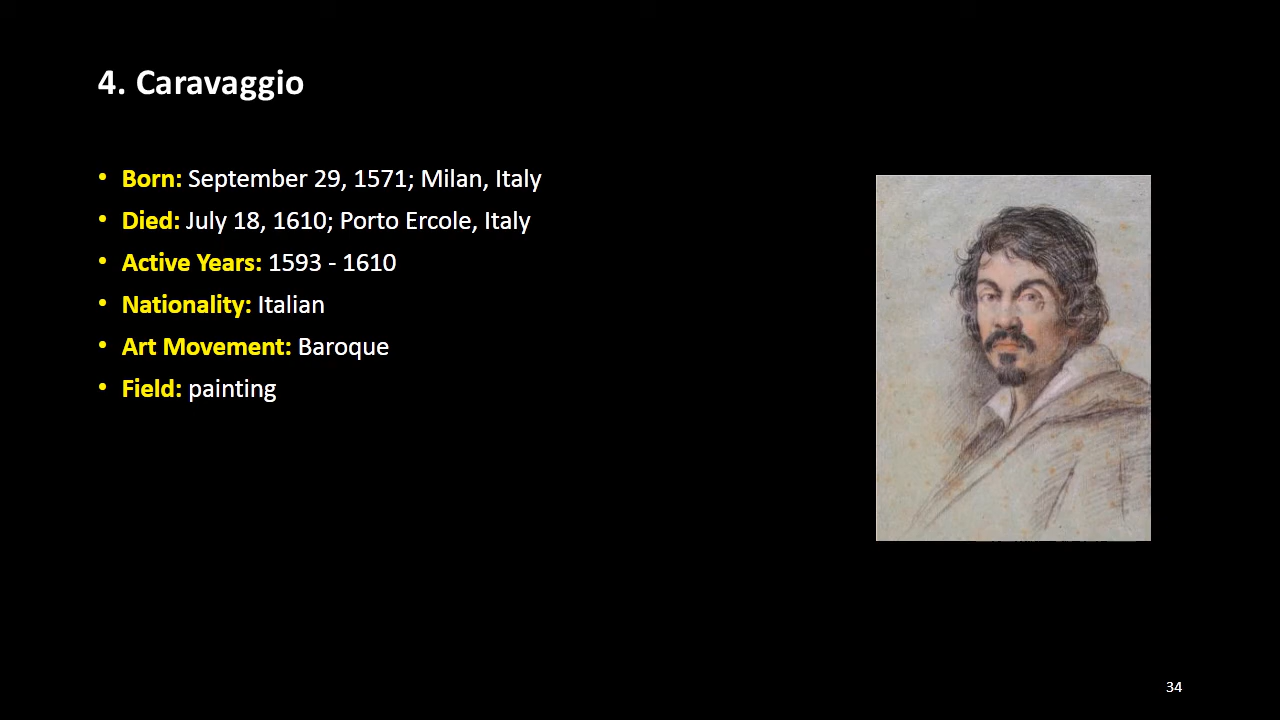 4. Caravaggio
• Born: September 29, 1571; Milan, Italy
• Died: July 18, 1610; Porto Ercole, Italy
• Active Years: 1593 - 1610
• Nationality: Italian
• Art Movement: Baroque
• Field: painting
34